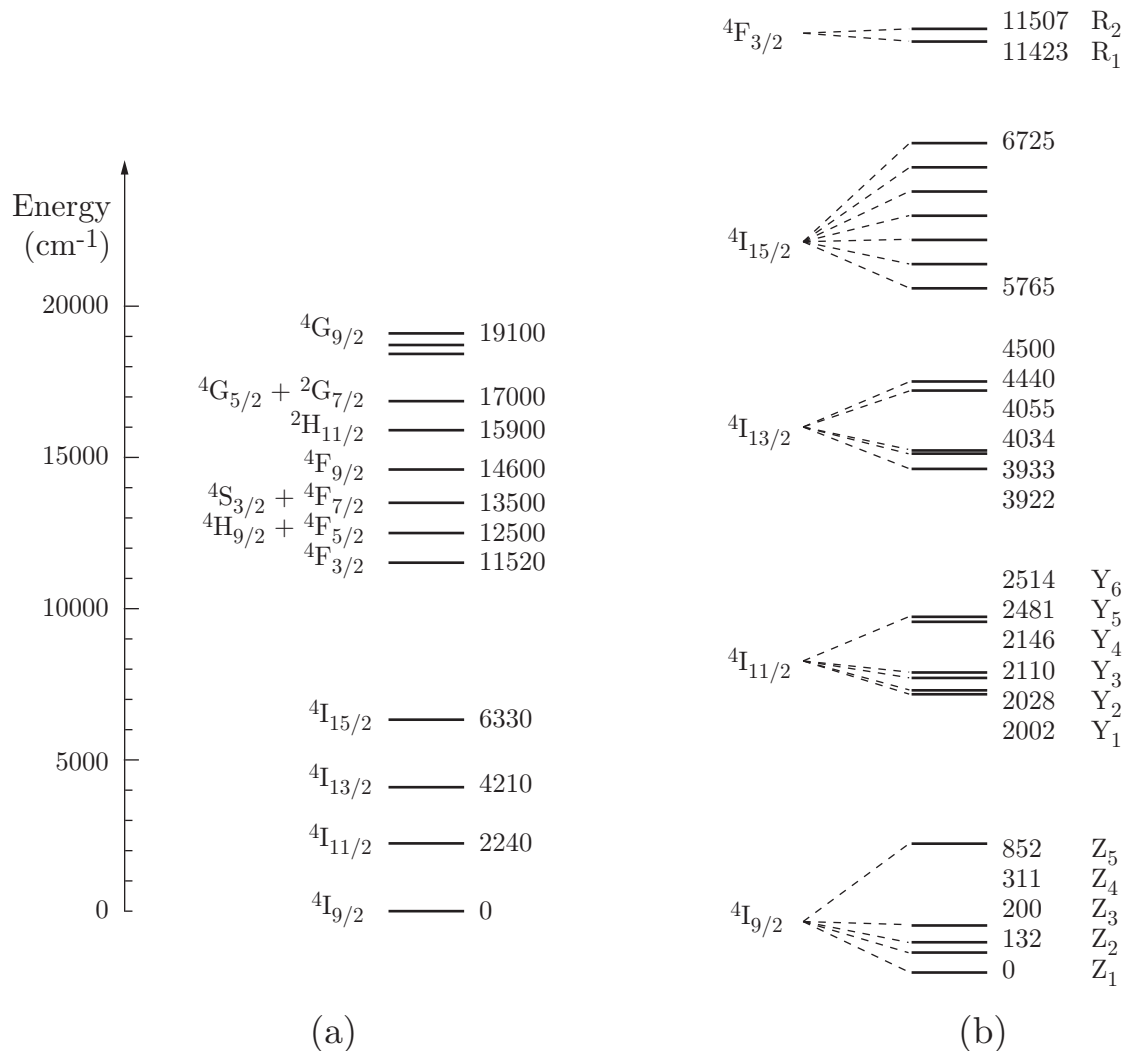 Energy
(cm-1)
20000
15000
10000
5000
0
4G9/2 19100
4G5/2 + 2G7/2 17000
2H11/2 15900
4F9/2 14600
4S3/2 + 4F7/2 13500
4H9/2 + 4F5/2 12500
4F3/2 11520
4I15/2 6330
4I13/2 4210
4I11/2 2240
4I9/2 0
(a)
4F3/2
11507 R2
11423 R1
4I15/2
6725
5765
4I13/2
4500
4440
4055
4034
3933
3922
4I11/2
2514 Y6
2481 Y5
2146 Y4
2110 Y3
2028 Y2
2002 Y1
4I9/2
852 Z5
311 Z4
200 Z3
132 Z2
0 Z1
(b)